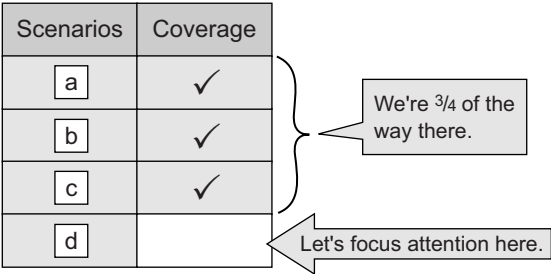 Scenarios Coverage
a ✓
b ✓
c ✓
d
We're 3/4 of the
way there.
Let's focus attention here.